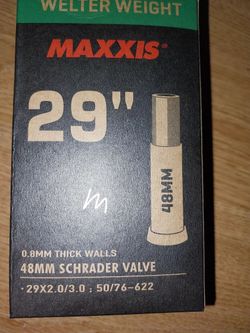 WELTER WEIGHT
MAXXIS®
29"
48MM
0.8MM THICK WALLS
48MM SCHRADER VALVE
·29X2.0/3.0 ; 50/76-622